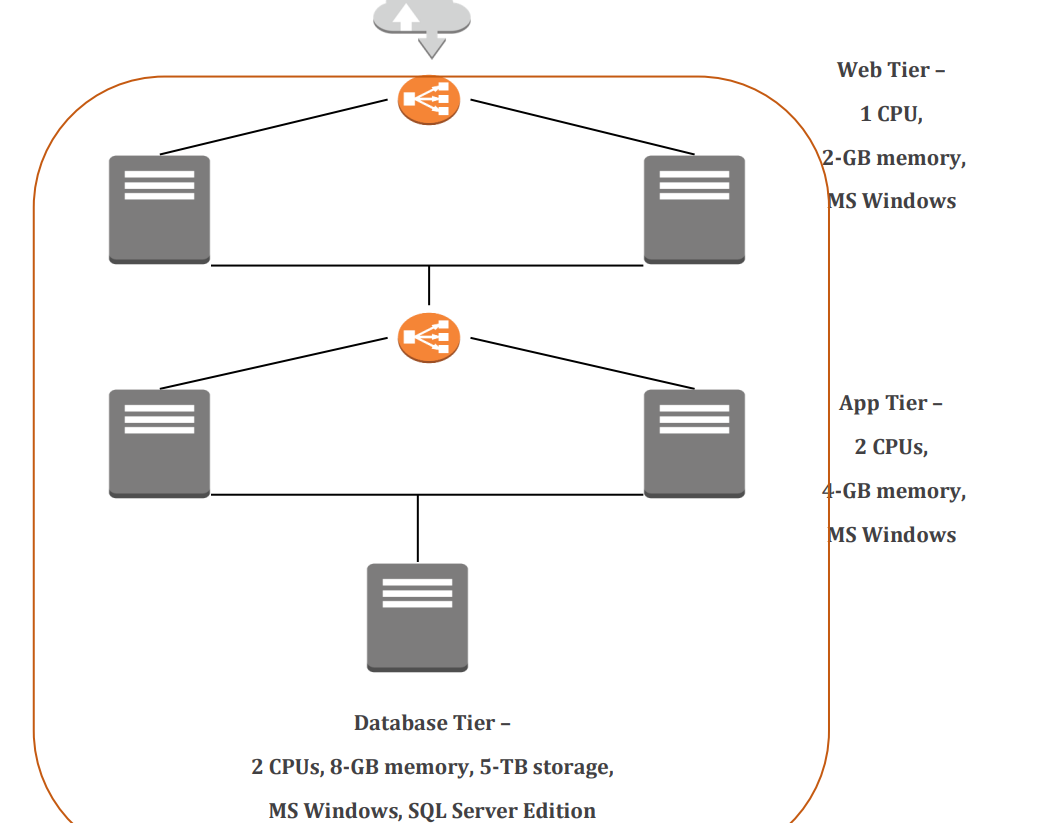 Web Tier –
1 CPU,
2-GB memory,
MS Windows
App Tier –
2 CPUs,
4-GB memory,
MS Windows
Database Tier –
2 CPUs, 8-GB memory, 5-TB storage,
MS Windows, SQL Server Edition